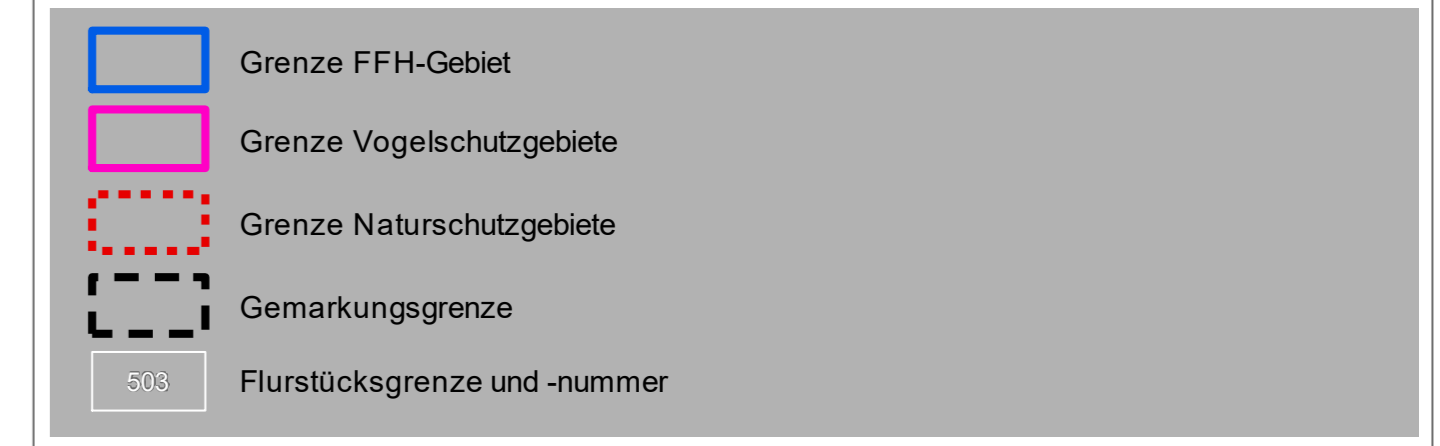 Grenze FFH-Gebiet
Grenze Vogelschutzgebiete
Grenze Naturschutzgebiete
Gemarkungsgrenze
503 Flurstücksgrenze und -nummer